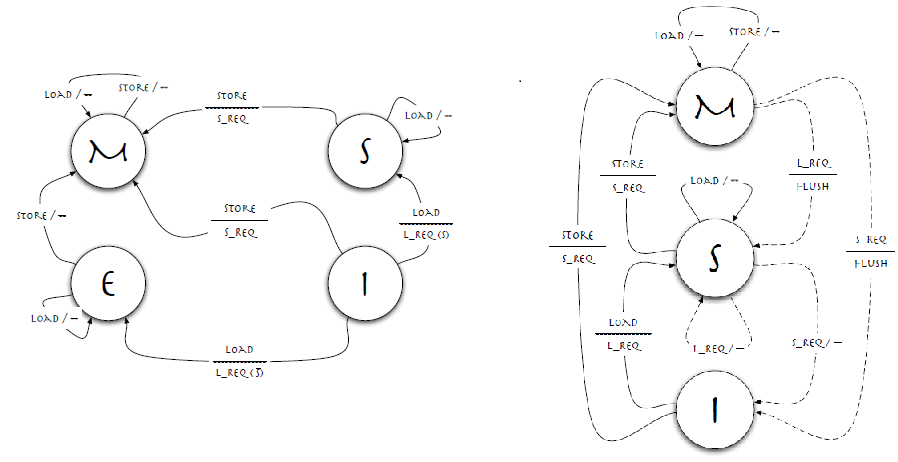 LOAD / —
STORE / —
M
STORE
S_REQ
S
LOAD / —
STORE
S_REQ
LOAD
L_REQ (S)
STORE / —
E
LOAD / —
I
LOAD
L_REQ (S̄)
LOAD / —
STORE / —
M
STORE
S_REQ
L_REQ
FLUSH
LOAD / —
STORE
S_REQ
S
S_REQ
FLUSH
LOAD
L_REQ
L_REQ / —
S_REQ / —
I